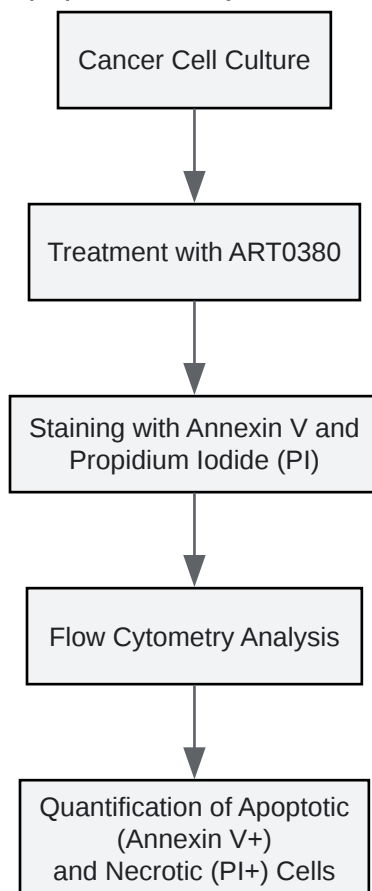 Cancer Cell Culture
Treatment with ART0380
Staining with Annexin V and
Propidium Iodide (PI)
Flow Cytometry Analysis
Quantification of Apoptotic
(Annexin V+)
and Necrotic (PI+) Cells